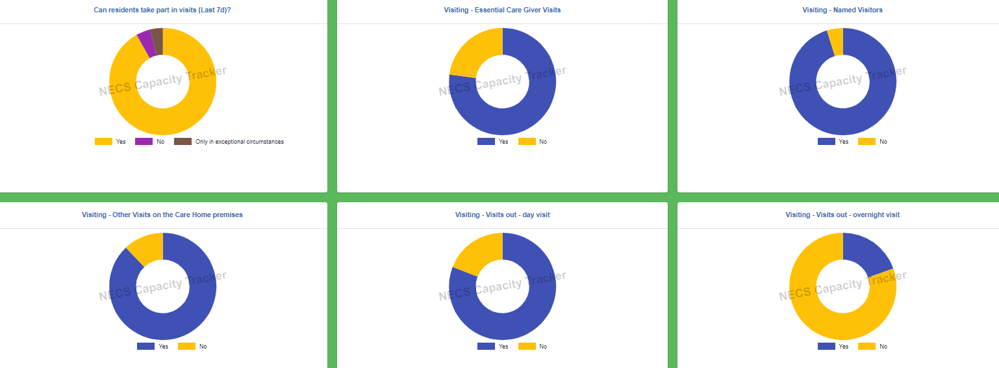 Can residents take part in visits (Last 7d)?
NECS Capacity Tracker
Yes No Only in exceptional circumstances
Visiting - Essential Care Giver Visits
NECS Capacity Tracker
Yes No
Visiting - Named Visitors
NECS Capacity Tracker
Yes No
Visiting - Other Visits on the Care Home premises
NECS Capacity Tracker
Yes No
Visiting - Visits out - day visit
NECS Capacity Tracker
Yes No
Visiting - Visits out - overnight visit
NECS Capacity Tracker
Yes No